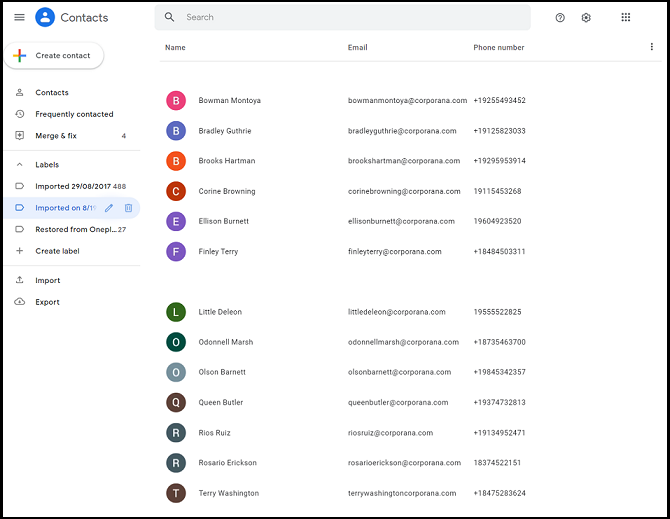 Contacts
Search
Create contact
Contacts
Frequently contacted
Merge & fix 4
Labels
Imported 29/08/2017 488
Imported on 8/1
Restored from Onepl... 27
Create label
Import
Export
Name Email Phone number
B Bowman Montoya bowmanmontoya@corporana.com +19255493452
B Bradley Guthrie bradleyguthrie@corporana.com +19125823033
B Brooks Hartman brookshartman@corporana.com +19295953914
C Corine Browning corinebrowning@corporana.com 19115453268
E Ellison Burnett ellisonburnett@corporana.com 19604923520
F Finley Terry finleyterry@corporana.com +18484503311
L Little Deleon littledeleon@corporana.com 19555522825
O Odonnell Marsh odonnellmarsh@corporana.com +18735463700
O Olson Barnett olsonbarnett@corporana.com +19845342357
Q Queen Butler queenbutler@corporana.com +19374732813
R Rios Ruiz riosruiz@corporana.com +19134952471
R Rosario Erickson rosarioerickson@corporana.com 18374522151
T Terry Washington terrywashingtoncorporana.com +18475283624